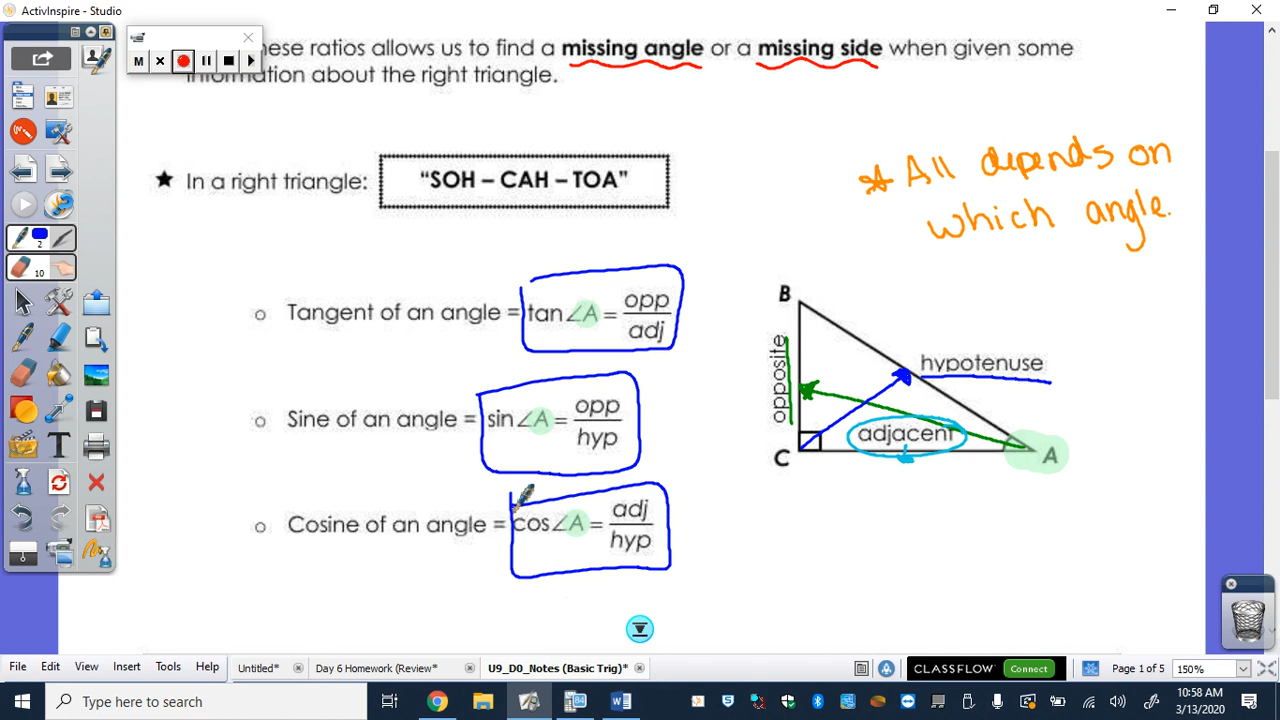 ActivInspire - Studio
M
hese ratios allows us to find a missing angle or a missing side when given some
information about the right triangle.
★ In a right triangle: "SOH – CAH – TOA"
* All depends on
which angle.
2
10
Tangent of an angle = tan∠A = opp/adj
Sine of an angle = sin∠A = opp/hyp
Cosine of an angle = cos∠A = adj/hyp
B
opposite
hypotenuse
adjacent
C
A
File Edit View Insert Tools Help
Untitled* Day 6 Homework (Review* U9_D0_Notes (Basic Trig)*
CLASSFLOW Connect
Page 1 of 5 150%
Type here to search
10:58 AM
3/13/2020